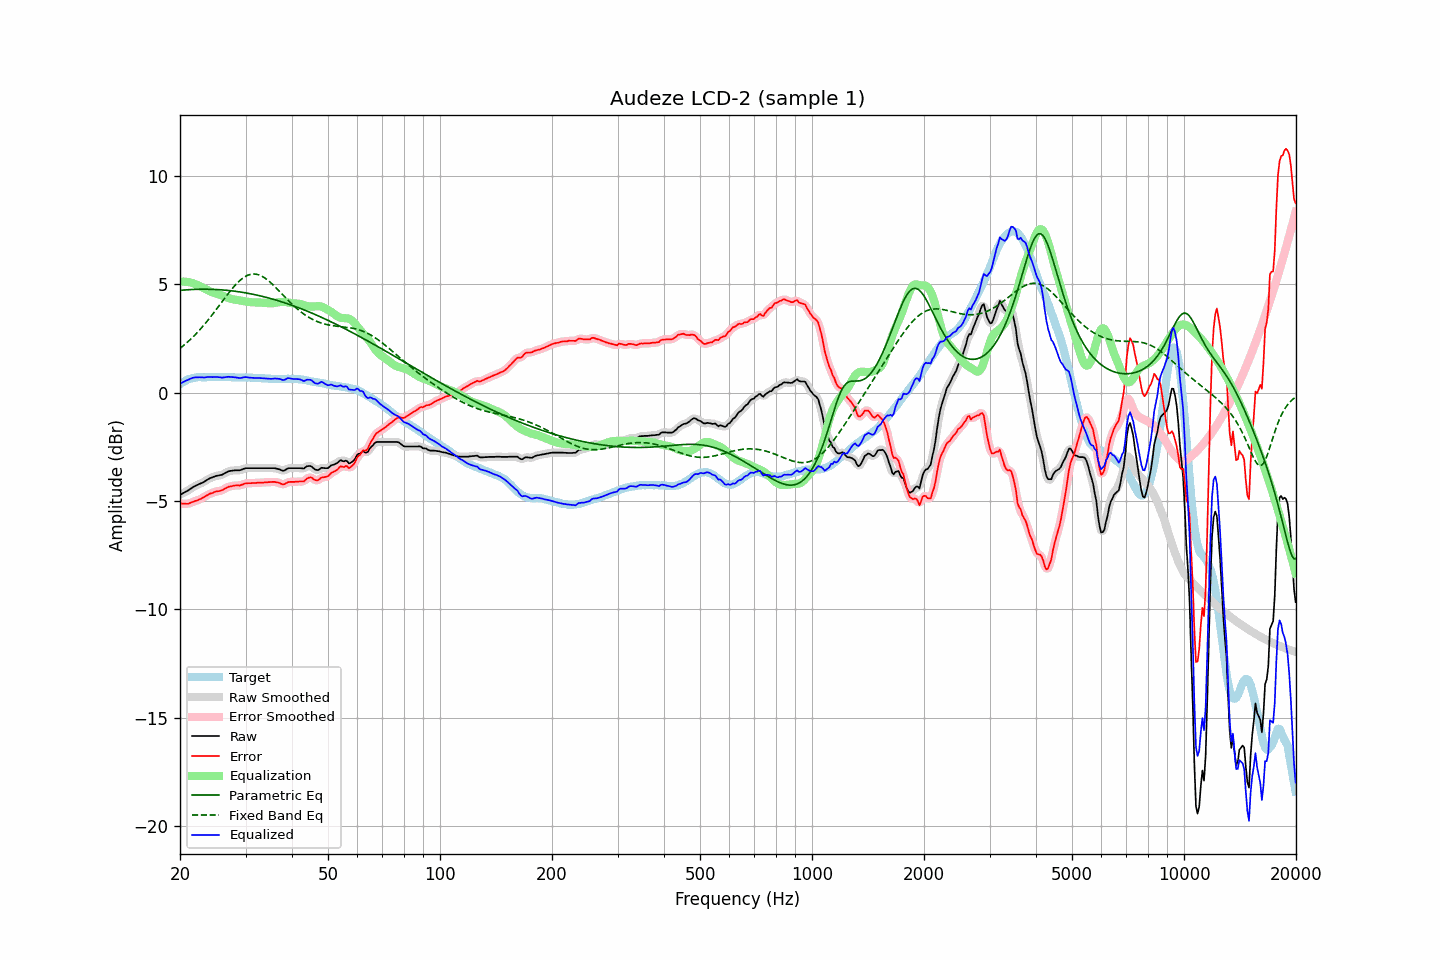 Audeze LCD-2 (sample 1)
Amplitude (dBr)
10
5
0
−5
−10
−15
−20
Target
Raw Smoothed
Error Smoothed
Raw
Error
Equalization
Parametric Eq
Fixed Band Eq
Equalized
20 50 100 200 500 1000 2000 5000 10000 20000
Frequency (Hz)